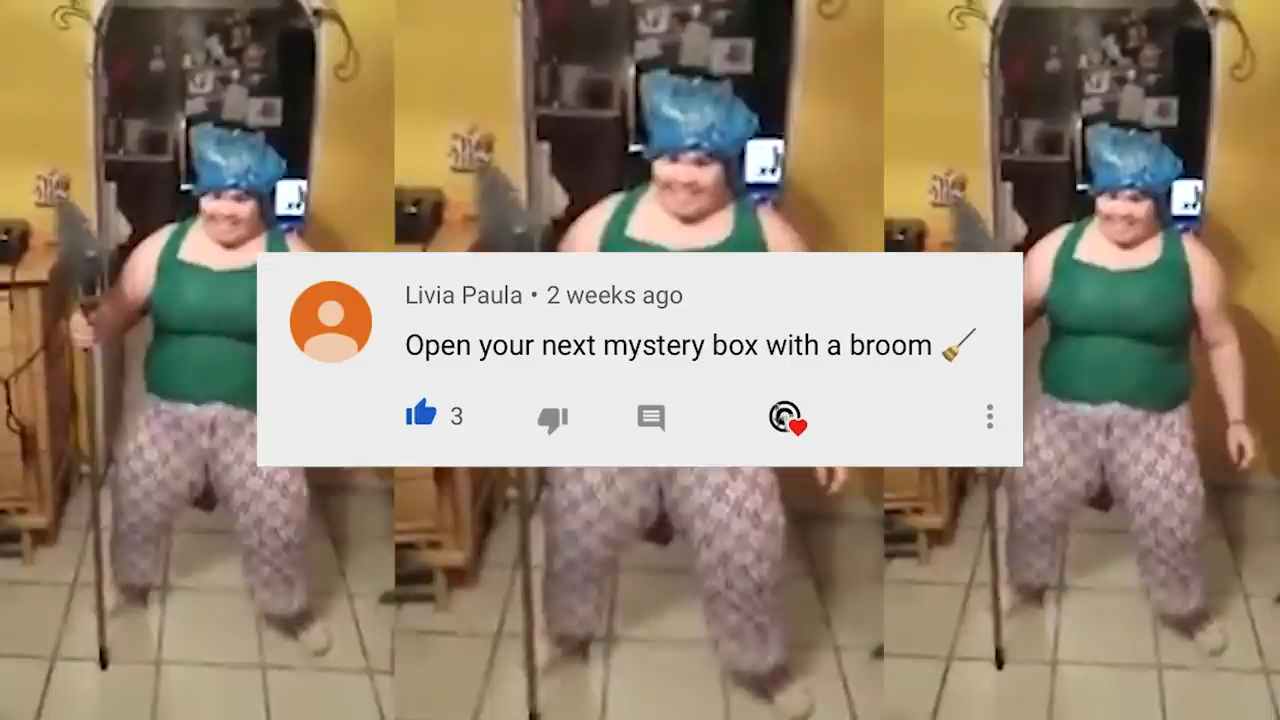 Livia Paula • 2 weeks ago
Open your next mystery box with a broom 🧹
3